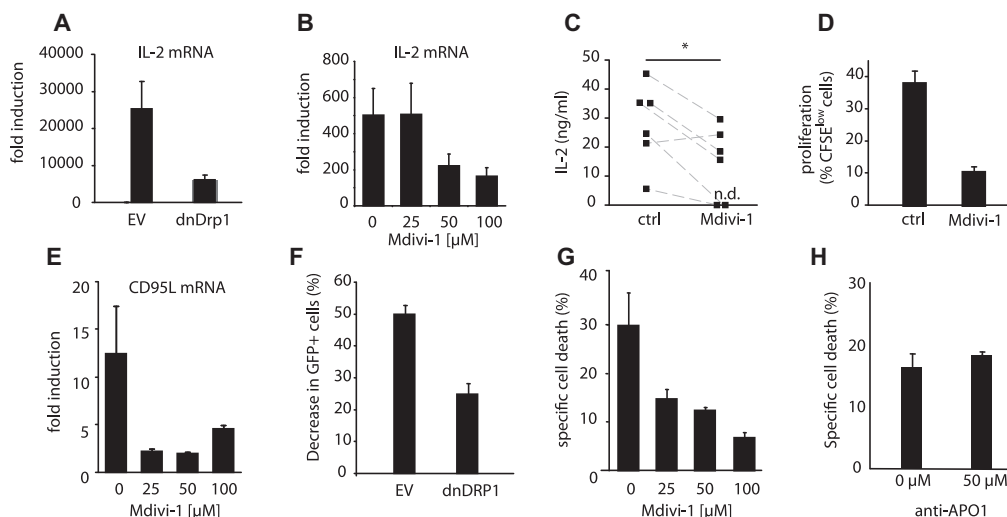 A
IL-2 mRNA
fold induction
40000
30000
20000
10000
0
EV
dnDrp1
B
IL-2 mRNA
fold induction
800
600
400
200
0
0
25
50
100
Mdivi-1 [µM]
C
*
IL-2 (ng/ml)
60
50
40
30
20
10
0
n.d.
ctrl
Mdivi-1
D
proliferation
(% CFSElow cells)
50
40
30
20
10
0
ctrl
Mdivi-1
E
CD95L mRNA
fold induction
20
15
10
5
0
0
25
50
100
Mdivi-1 [µM]
F
Decrease in GFP+ cells (%)
60
50
40
30
20
10
0
EV
dnDRP1
G
specific cell death (%)
40
30
20
10
0
0
25
50
100
Mdivi-1 [µM]
H
Specific cell death (%)
30
20
10
0
0 µM
50 µM
anti-APO1